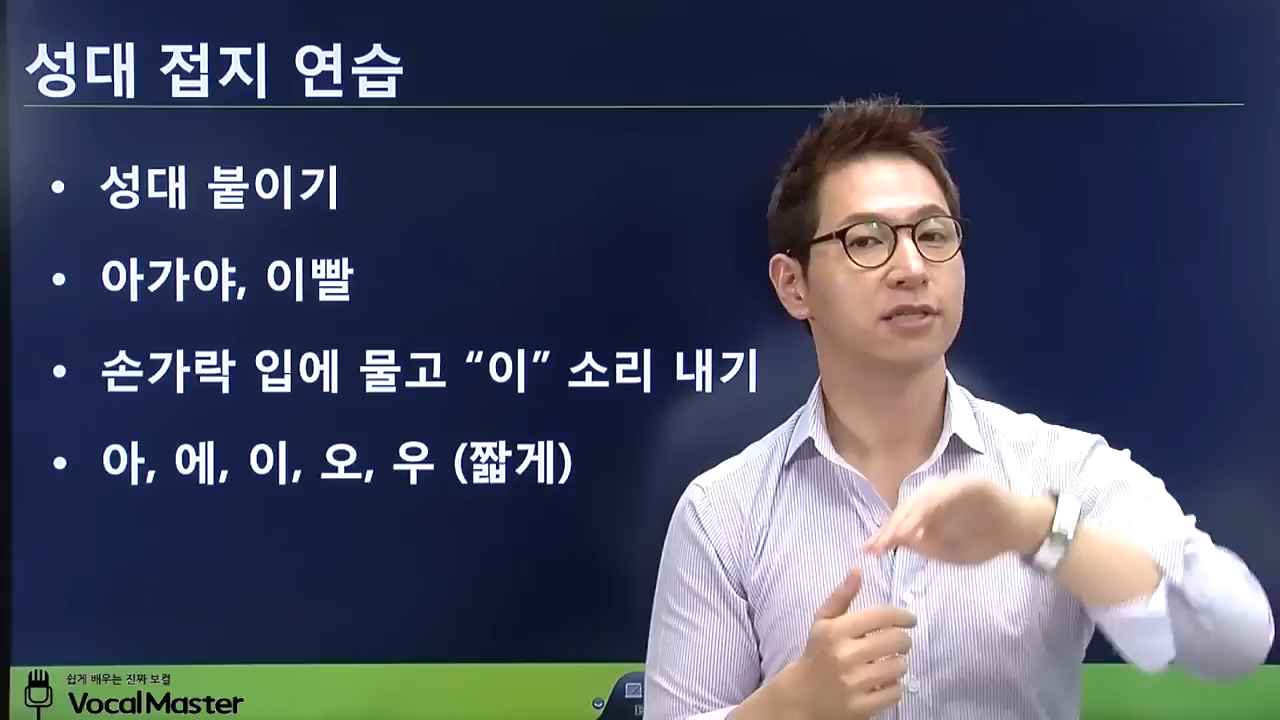 성대 접지 연습
• 성대 붙이기
• 아가야, 이빨
• 손가락 입에 물고 “이” 소리 내기
• 아, 에, 이, 오, 우 (짧게)
쉽게 배우는 진짜 보컬
VocalMaster